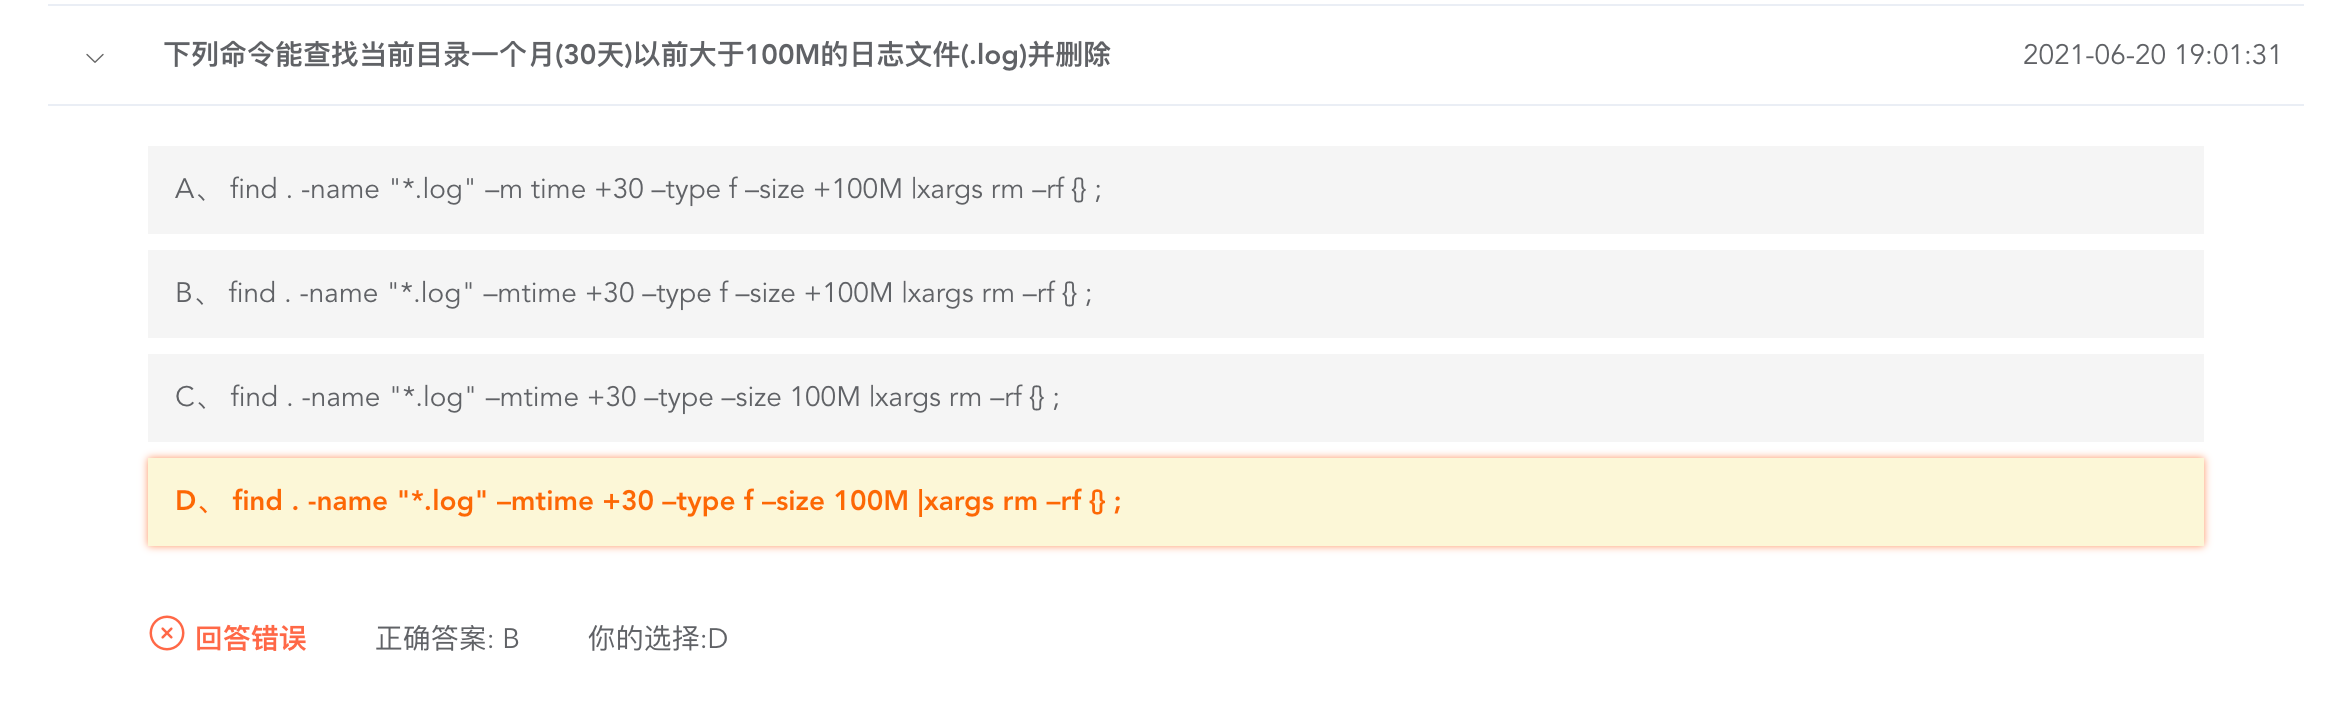 下列命令能查找当前目录一个月(30天)以前大于100M的日志文件(.log)并删除 2021-06-20 19:01:31
A、 find . -name "*.log" –m time +30 –type f –size +100M |xargs rm –rf {} ;
B、 find . -name "*.log" –mtime +30 –type f –size +100M |xargs rm –rf {} ;
C、 find . -name "*.log" –mtime +30 –type –size 100M |xargs rm –rf {} ;
D、 find . -name "*.log" –mtime +30 –type f –size 100M |xargs rm –rf {} ;
回答错误 正确答案: B 你的选择:D